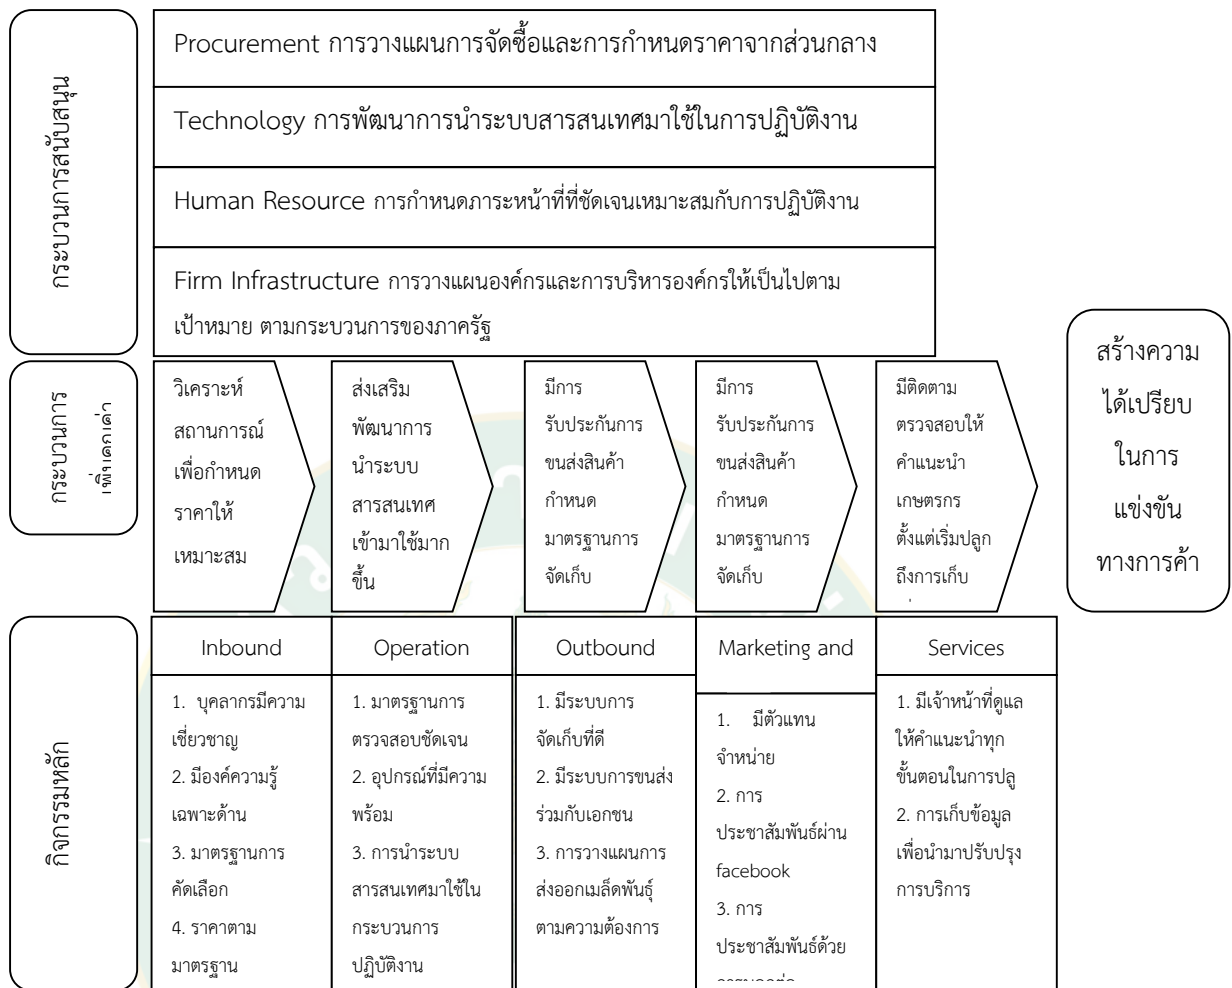 กระบวนการสนับสนุน
Procurement การวางแผนการจัดซื้อและการกำหนดราคาจากส่วนกลาง
Technology การพัฒนาการนำระบบสารสนเทศมาใช้ในการปฏิบัติงาน
Human Resource การกำหนดภาระหน้าที่ที่ชัดเจนเหมาะสมกับการปฏิบัติงาน
Firm Infrastructure การวางแผนองค์กรและการบริหารองค์กรให้เป็นไปตาม
เป้าหมาย ตามกระบวนการของภาครัฐ
กระบวนการ
วิเคราะห์
สถานการณ์
เพื่อกำหนด
ราคาให้
เหมาะสม
ส่งเสริม
พัฒนาการ
นำระบบ
สารสนเทศ
เข้ามาใช้มาก
ขึ้น
มีการ
รับประกันการ
ขนส่งสินค้า
กำหนด
มาตรฐานการ
จัดเก็บ
มีการ
รับประกันการ
ขนส่งสินค้า
กำหนด
มาตรฐานการ
จัดเก็บ
มีติดตาม
ตรวจสอบให้
คำแนะนำ
เกษตรกร
ตั้งแต่เริ่มปลูก
ถึงการเก็บ
สร้างความ
ได้เปรียบ
ในการ
แข่งขัน
ทางการค้า
กิจกรรมหลัก
Inbound
1. บุคลากรมีความ
เชี่ยวชาญ
2. มีองค์ความรู้
เฉพาะด้าน
3. มาตรฐานการ
คัดเลือก
4. ราคาตาม
มาตรฐาน
Operation
1. มาตรฐานการ
ตรวจสอบชัดเจน
2. อุปกรณ์ที่มีความ
พร้อม
3. การนำระบบ
สารสนเทศมาใช้ใน
กระบวนการ
ปฏิบัติงาน
Outbound
1. มีระบบการ
จัดเก็บที่ดี
2. มีระบบการขนส่ง
ร่วมกับเอกชน
3. การวางแผนการ
ส่งออกเมล็ดพันธุ์
ตามความต้องการ
Marketing and
1. มีตัวแทน
จำหน่าย
2. การ
ประชาสัมพันธ์ผ่าน
facebook
3. การ
ประชาสัมพันธ์ด้วย
Services
1. มีเจ้าหน้าที่ดูแล
ให้คำแนะนำทุก
ขั้นตอนในการปลู
2. การเก็บข้อมูล
เพื่อนำมาปรับปรุง
การบริการ